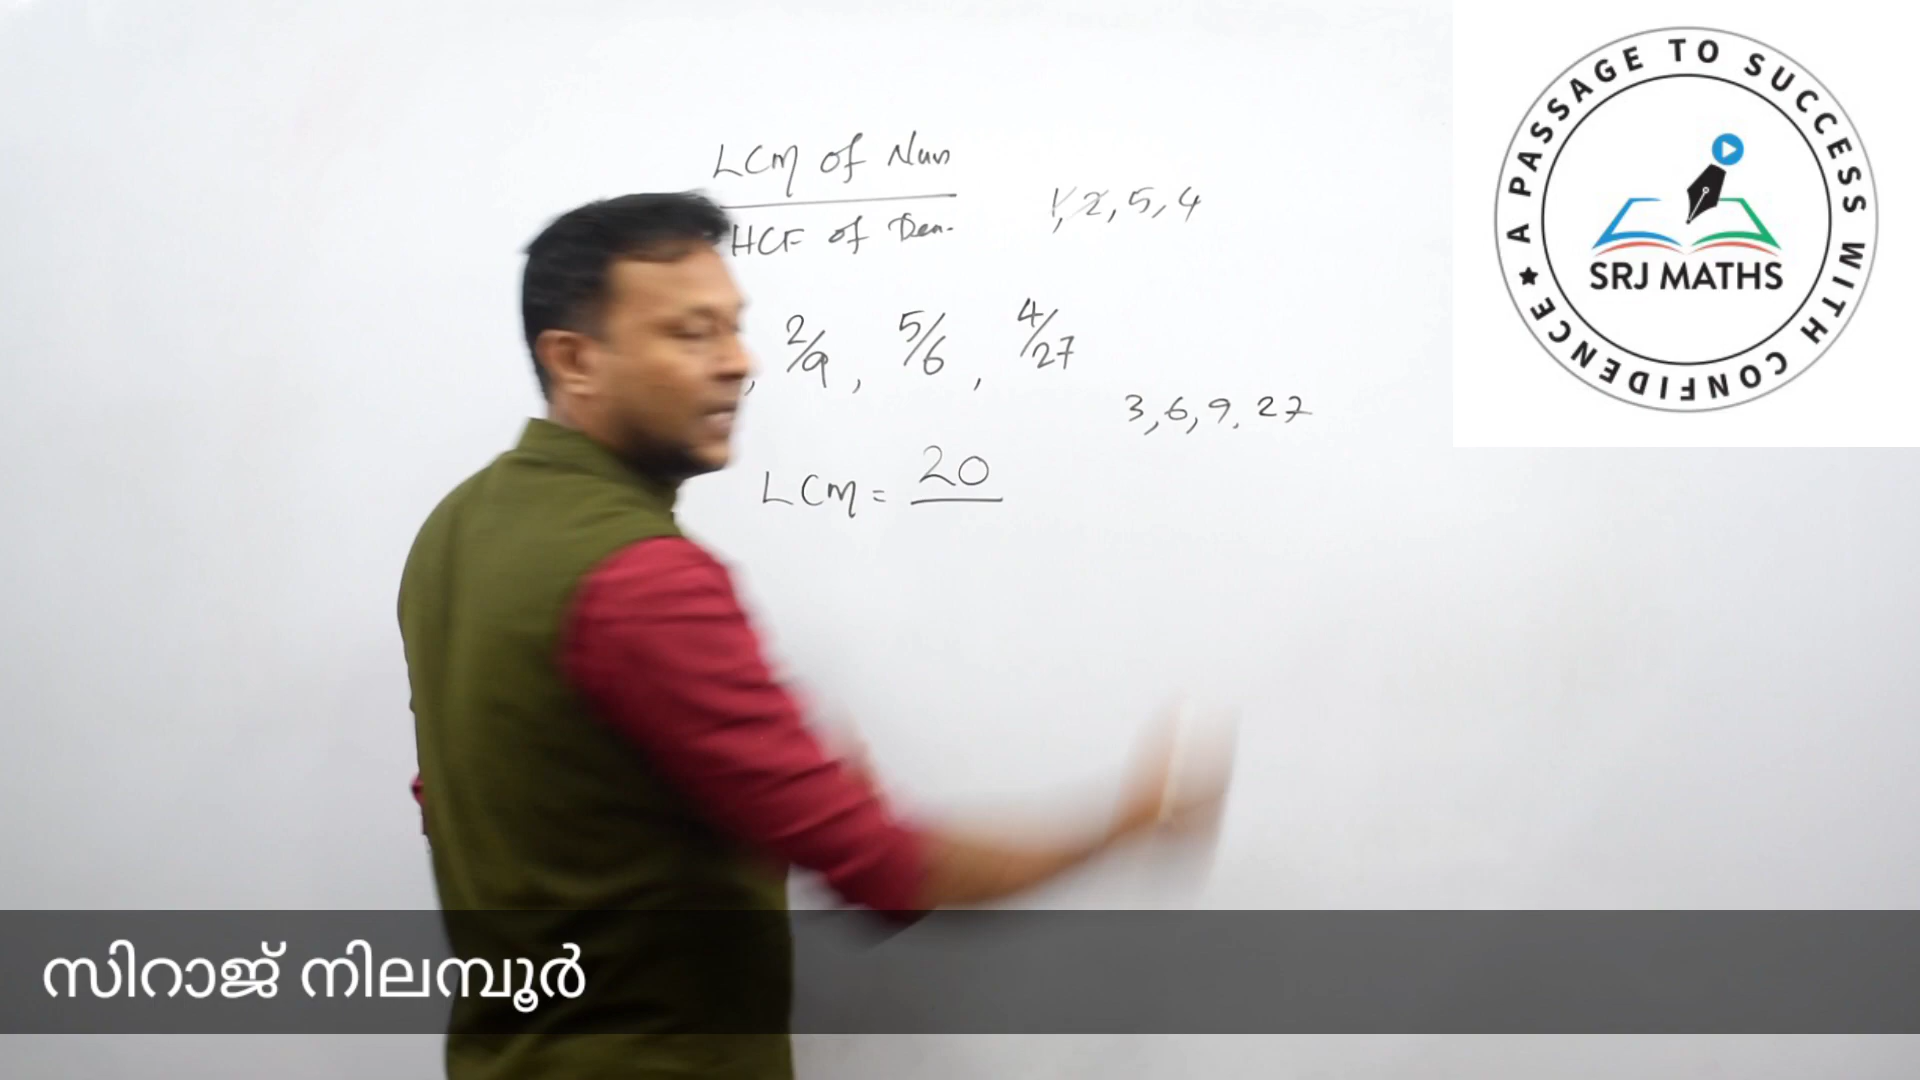 LCM of Num
HCF of Den.
1, 2, 5, 4
, 2/9, 5/6, 4/27
3, 6, 9, 27
LCM = 20
A PASSAGE TO SUCCESS WITH CONFIDENCE
SRJ MATHS
സിറാജ് നിലമ്പൂർ